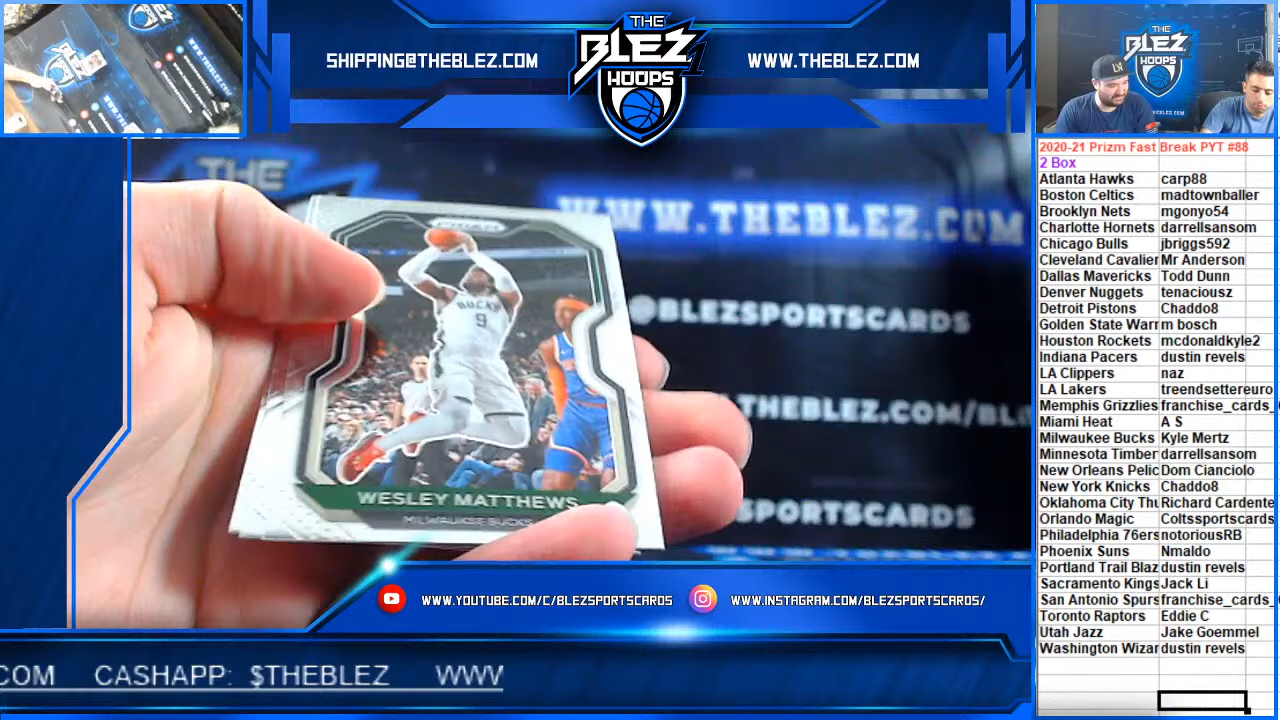 SHIPPING@THEBLEZ.COM
THE
BLEZ
HOOPS
WWW.THEBLEZ.COM
THE
BLEZ
THE
WWW.THEBLEZ.COM
@BLEZSPORTSCARDS
THEBLEZ.COM/BL
SPORTSCARDS
PRIZM
BUCKS
9
WESLEY MATTHEWS
MILWAUKEE BUCKS
WWW.YOUTUBE.COM/C/BLEZSPORTSCARDS
WWW.INSTAGRAM.COM/BLEZSPORTSCARDS/
COM CASHAPP: $THEBLEZ WWW
2020-21 Prizm Fast Break PYT #88
2 Box
Atlanta Hawks carp88
Boston Celtics madtownballer
Brooklyn Nets mgonyo54
Charlotte Hornets darrellsansom
Chicago Bulls jbriggs592
Cleveland Cavalier Mr Anderson
Dallas Mavericks Todd Dunn
Denver Nuggets tenaciousz
Detroit Pistons Chaddo8
Golden State Warr m bosch
Houston Rockets mcdonaldkyle2
Indiana Pacers dustin revels
LA Clippers naz
LA Lakers treendsettereuro
Memphis Grizzlies franchise_cards_
Miami Heat A S
Milwaukee Bucks Kyle Mertz
Minnesota Timber darrellsansom
New Orleans Pelic Dom Cianciolo
New York Knicks Chaddo8
Oklahoma City Thu Richard Cardente
Orlando Magic Coltssportscards
Philadelphia 76ers notoriousRB
Phoenix Suns Nmaldo
Portland Trail Blaz dustin revels
Sacramento Kings Jack Li
San Antonio Spurs franchise_cards_
Toronto Raptors Eddie C
Utah Jazz Jake Goemmel
Washington Wizar dustin revels